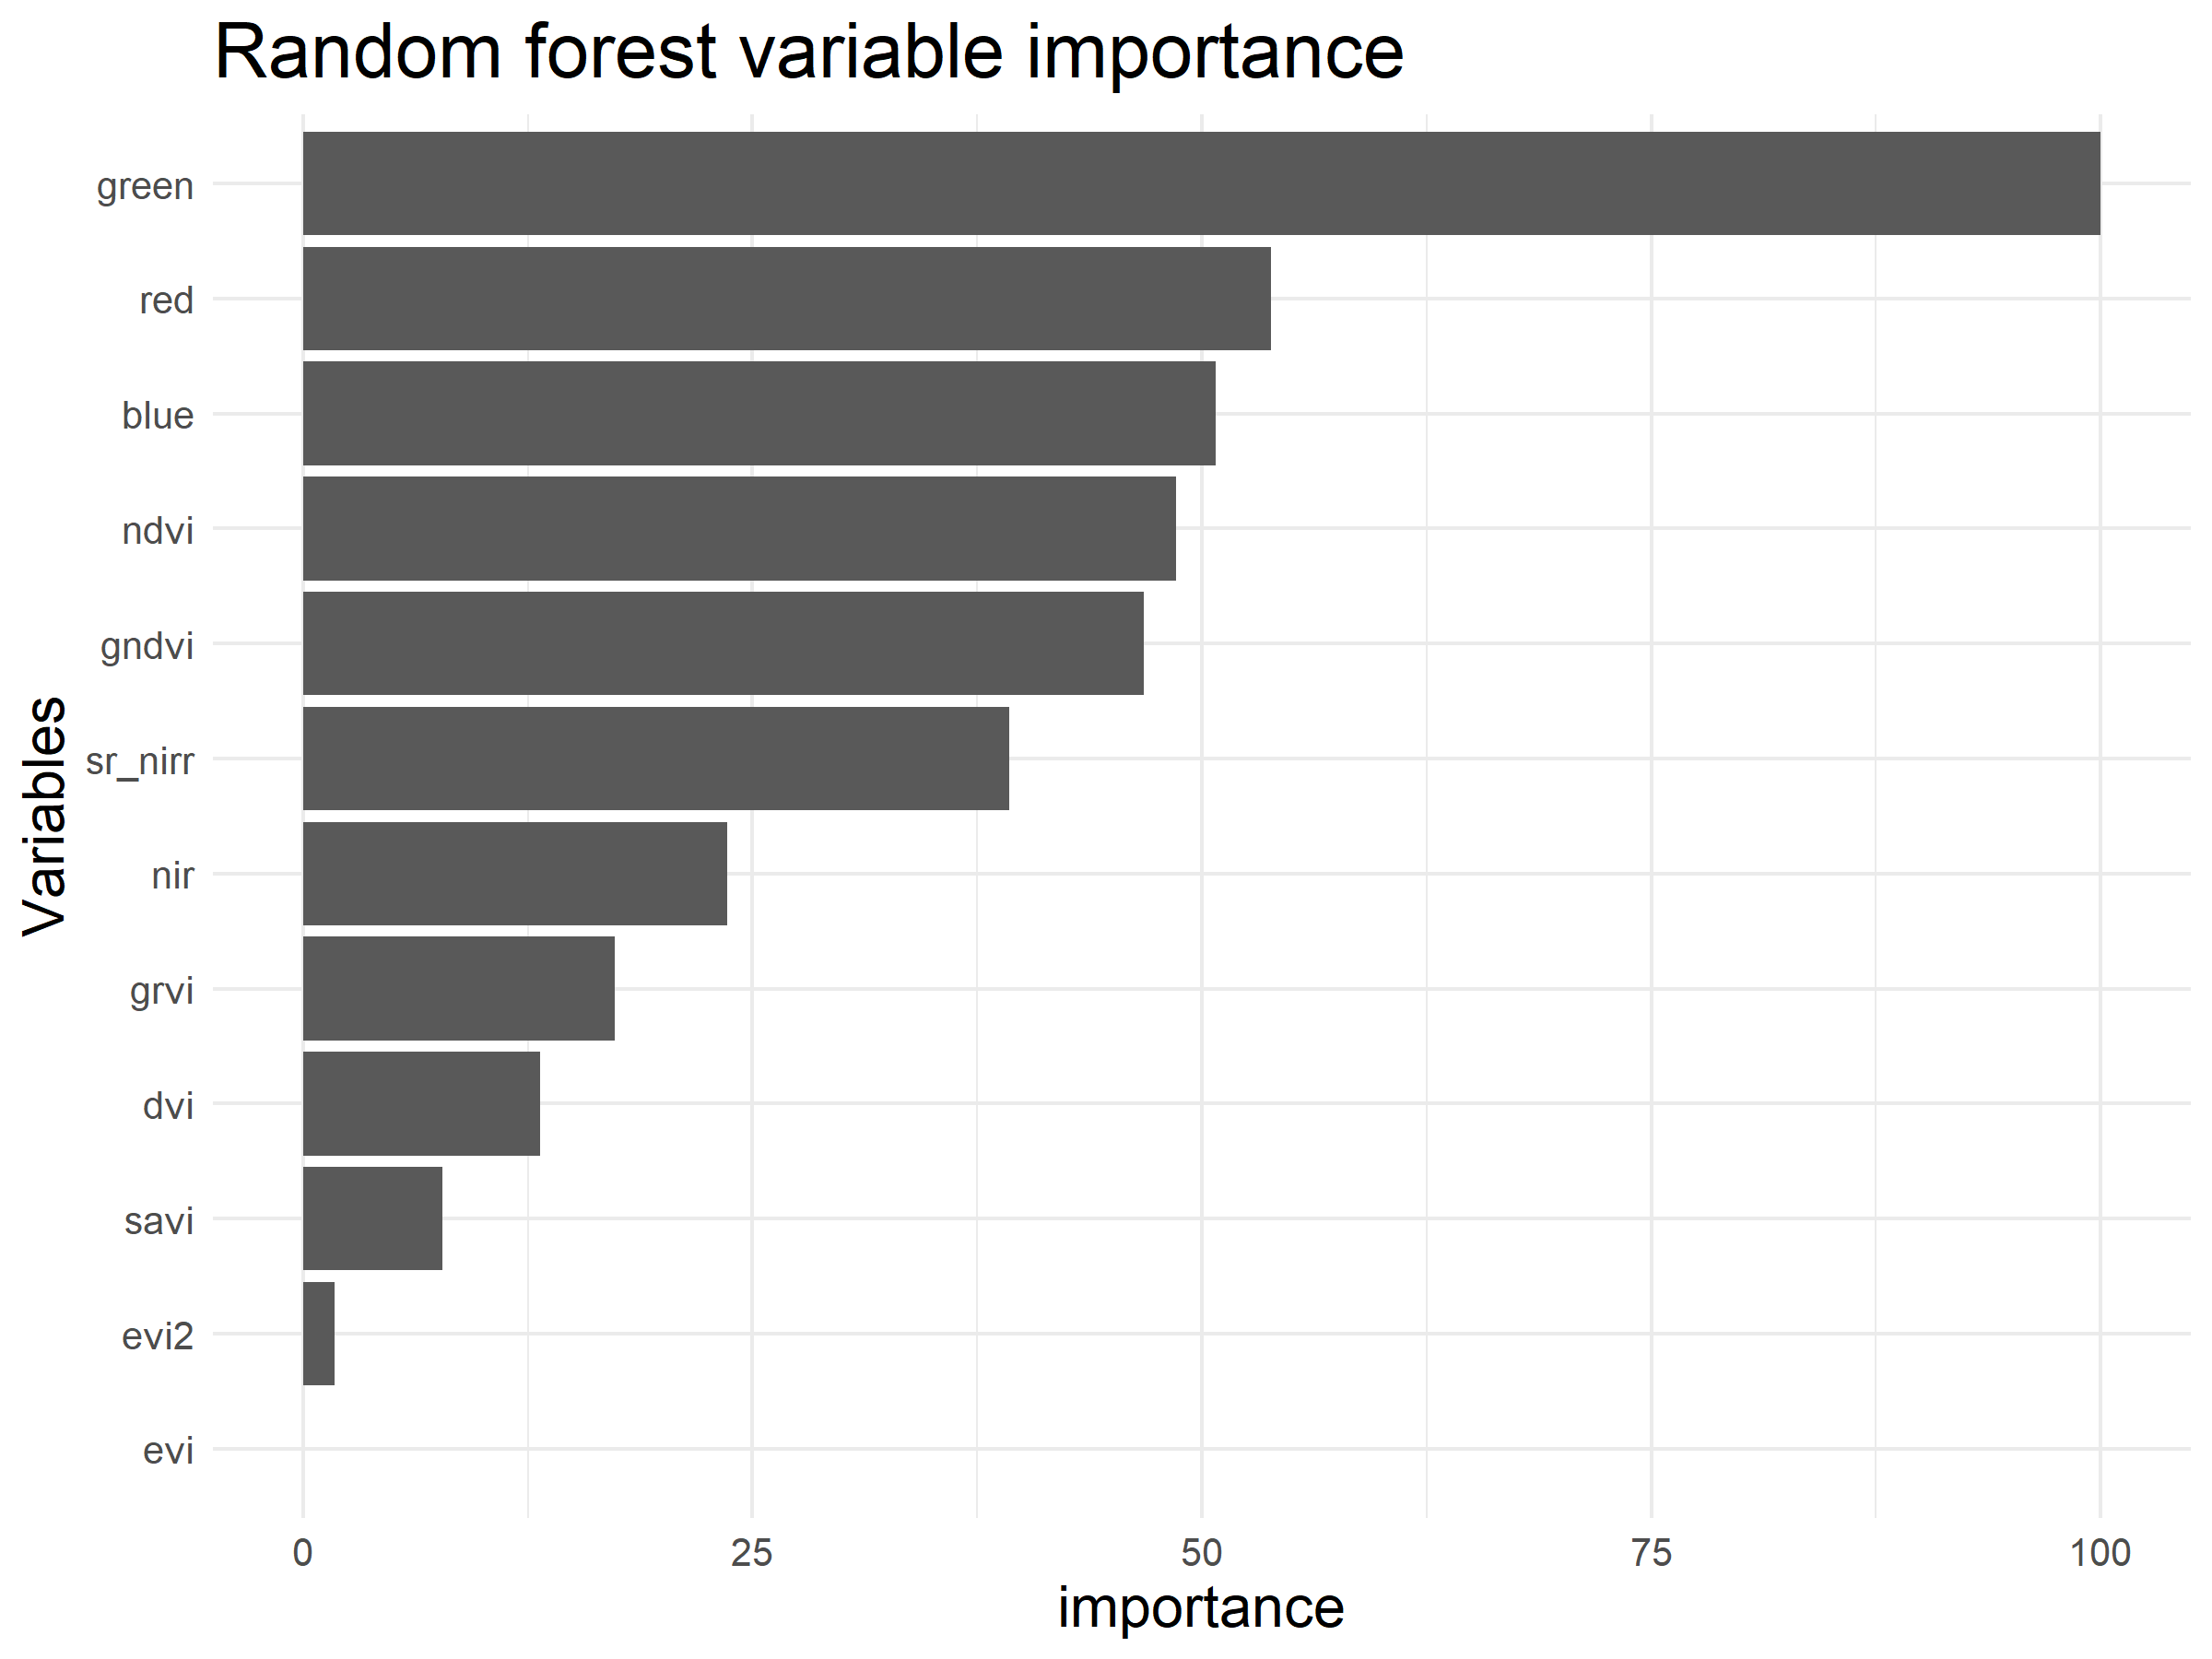 Random forest variable importance
green
red
blue
ndvi
gndvi
sr_nirr
nir
grvi
dvi
savi
evi2
evi
Variables
0 25 50 75 100
importance